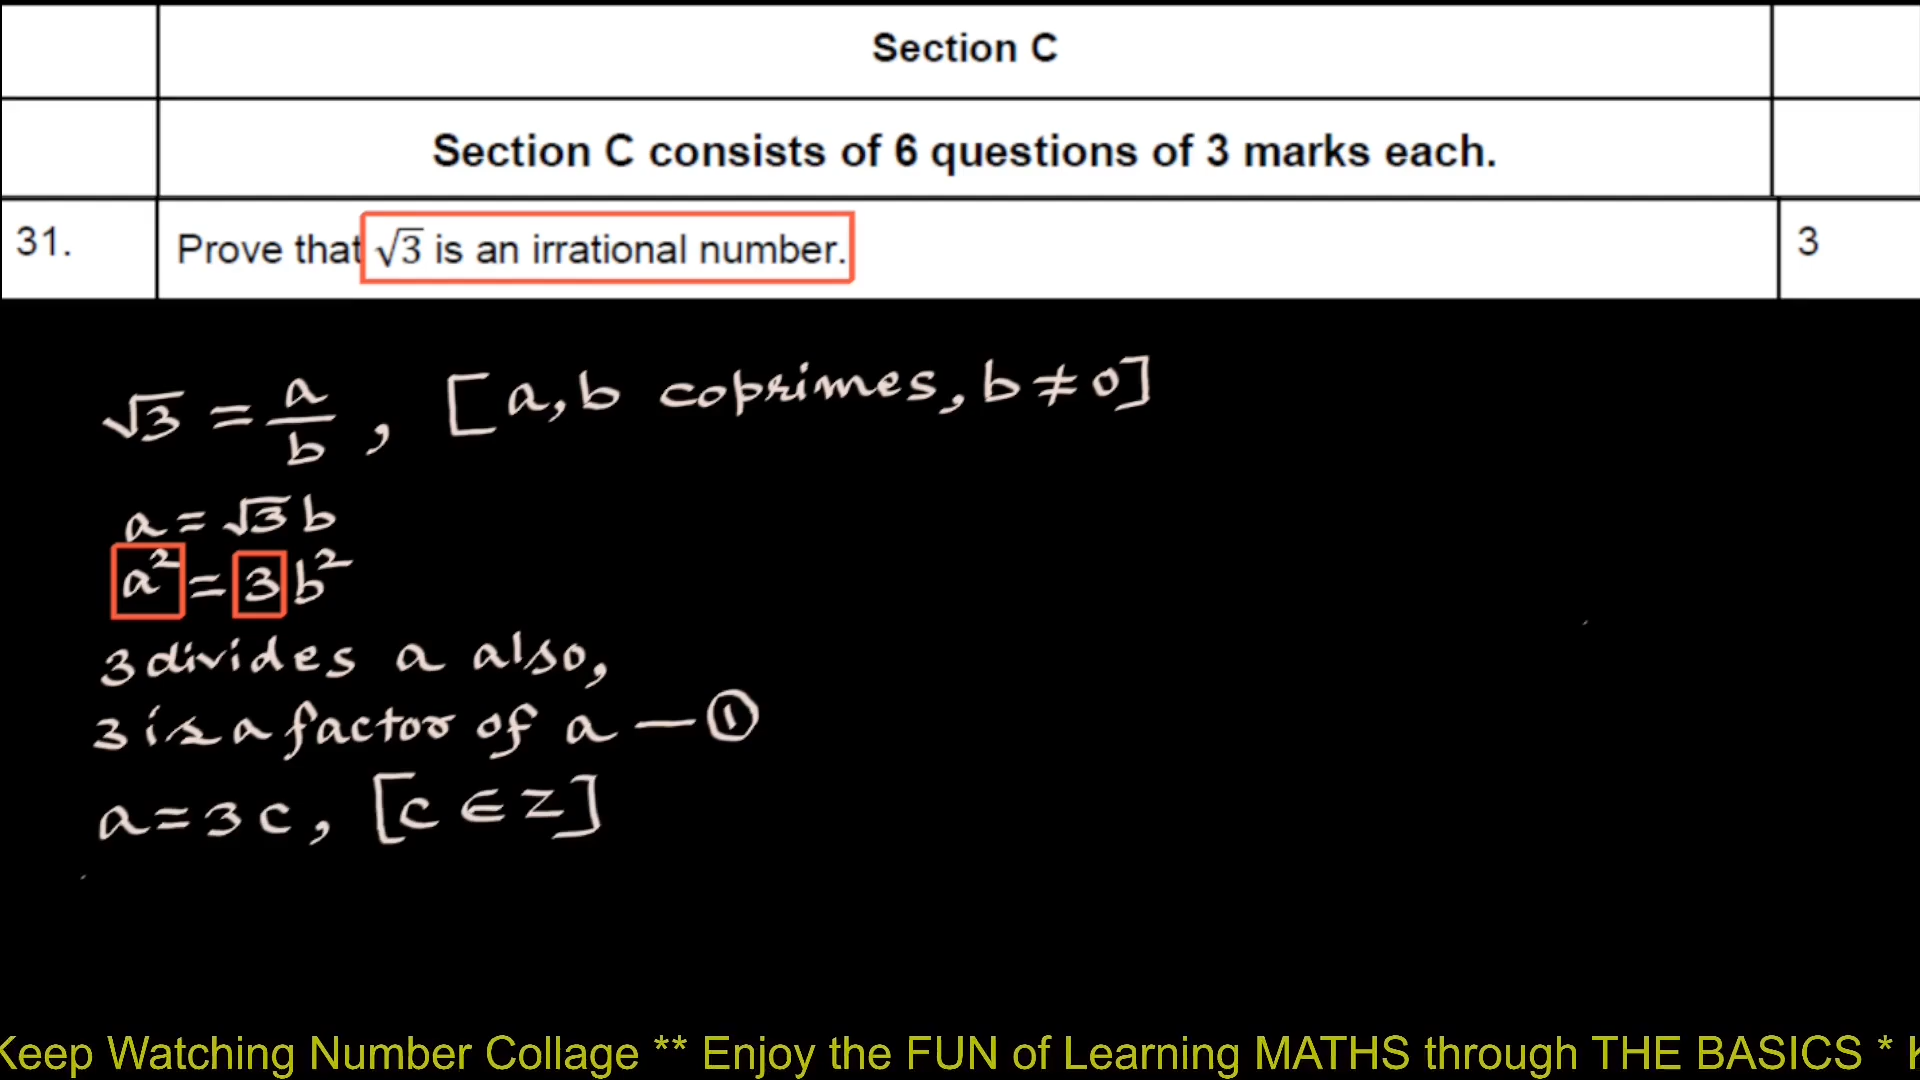 Section C
Section C consists of 6 questions of 3 marks each.
31. Prove that √3 is an irrational number. 3
√3 = a/b, [a, b coprimes, b ≠ 0]
a = √3 b
a² = 3b²
3 divides a also,
3 is a factor of a — ①
a = 3c, [c ∈ z]
Keep Watching Number Collage ** Enjoy the FUN of Learning MATHS through THE BASICS * K